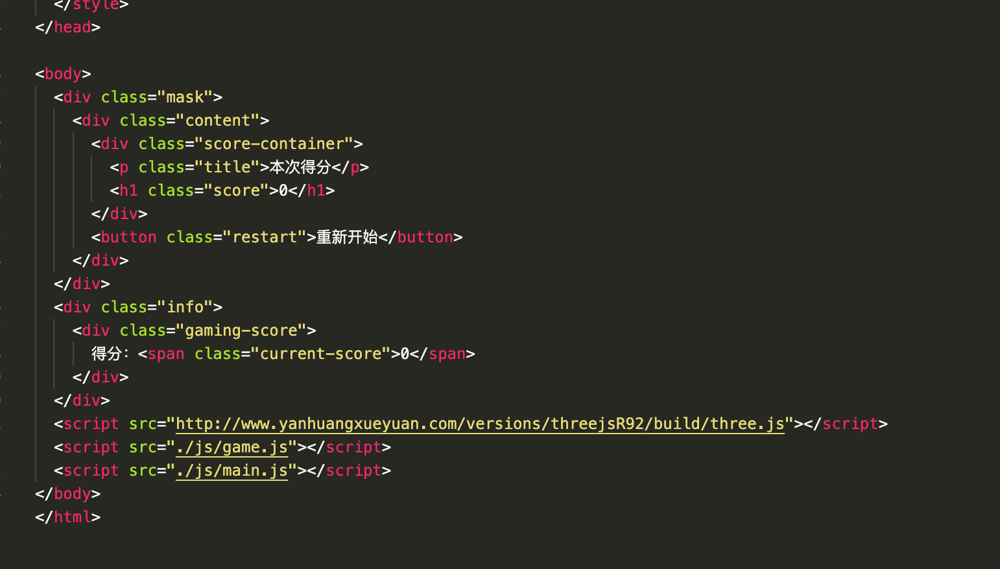 </style>
</head>
<body>
<div class="mask">
<div class="content">
<div class="score-container">
<p class="title">本次得分</p>
<h1 class="score">0</h1>
</div>
<button class="restart">重新开始</button>
</div>
</div>
<div class="info">
<div class="gaming-score">
得分：<span class="current-score">0</span>
</div>
</div>
<script src="http://www.yanhuangxueyuan.com/versions/threejsR92/build/three.js"></script>
<script src="./js/game.js"></script>
<script src="./js/main.js"></script>
</body>
</html>